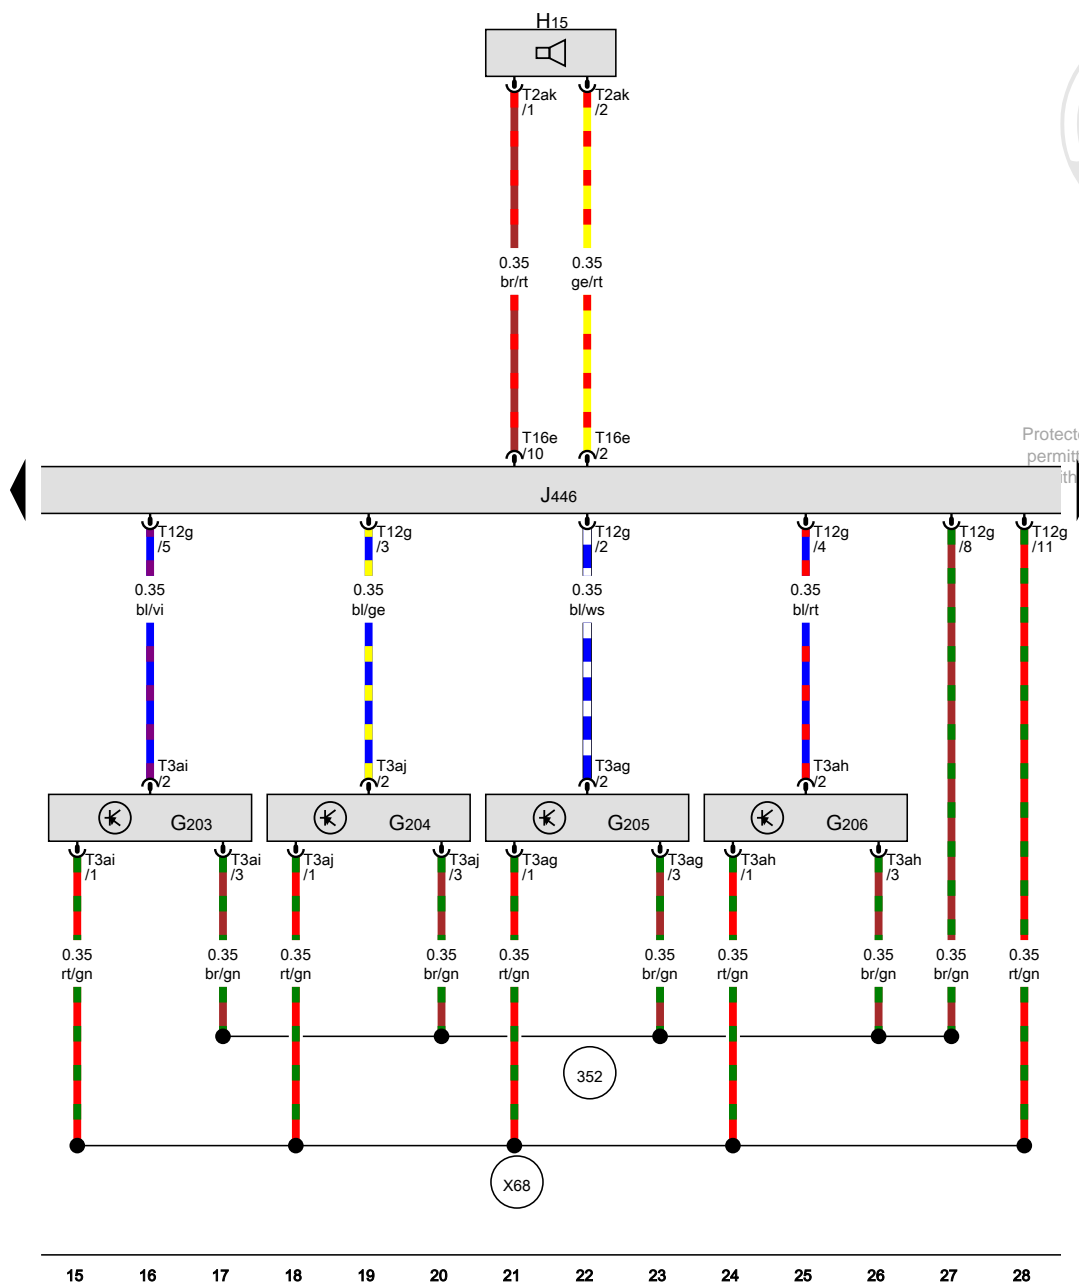 H15
T2ak
/1
T2ak
/2
0.35
br/rt
0.35
ge/rt
T16e
/10
T16e
/2
Protecte
permitt
ith
J446
T12g
/5
T12g
/3
T12g
/2
T12g
/4
T12g
/8
T12g
/11
0.35
bl/vi
0.35
bl/ge
0.35
bl/ws
0.35
bl/rt
T3ai
/2
T3aj
/2
T3ag
/2
T3ah
/2
G203
G204
G205
G206
T3ai
/1
T3ai
/3
T3aj
/1
T3aj
/3
T3ag
/1
T3ag
/3
T3ah
/1
T3ah
/3
0.35
rt/gn
0.35
br/gn
0.35
rt/gn
0.35
br/gn
0.35
rt/gn
0.35
br/gn
0.35
rt/gn
0.35
br/gn
0.35
br/gn
0.35
rt/gn
352
X68
15 16 17 18 19 20 21 22 23 24 25 26 27 28